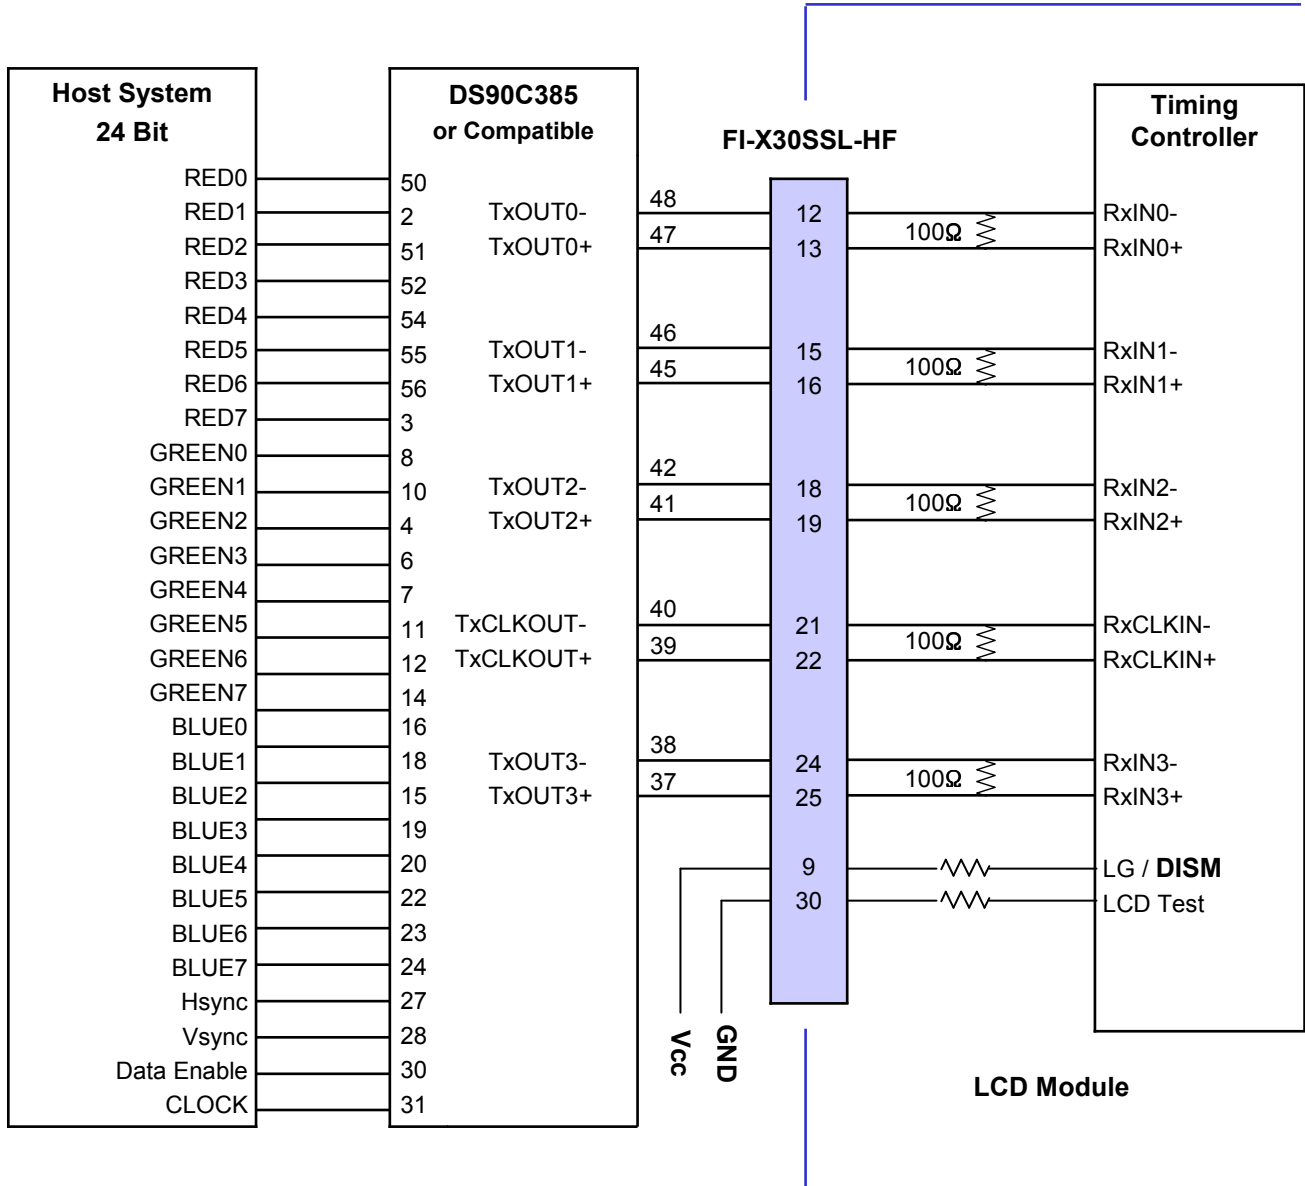 Host System
24 Bit
RED0
RED1
RED2
RED3
RED4
RED5
RED6
RED7
GREEN0
GREEN1
GREEN2
GREEN3
GREEN4
GREEN5
GREEN6
GREEN7
BLUE0
BLUE1
BLUE2
BLUE3
BLUE4
BLUE5
BLUE6
BLUE7
Hsync
Vsync
Data Enable
CLOCK
DS90C385
or Compatible
50
2
51
52
54
55
56
3
8
10
4
6
7
11
12
14
16
18
15
19
20
22
23
24
27
28
30
31
TxOUT0-
TxOUT0+
TxOUT1-
TxOUT1+
TxOUT2-
TxOUT2+
TxCLKOUT-
TxCLKOUT+
TxOUT3-
TxOUT3+
48
47
46
45
42
41
40
39
38
37
Vcc
GND
FI-X30SSL-HF
12
13
15
16
18
19
21
22
24
25
9
30
100Ω
100Ω
100Ω
100Ω
100Ω
Timing
Controller
RxIN0-
RxIN0+
RxIN1-
RxIN1+
RxIN2-
RxIN2+
RxCLKIN-
RxCLKIN+
RxIN3-
RxIN3+
LG / DISM
LCD Test
LCD Module